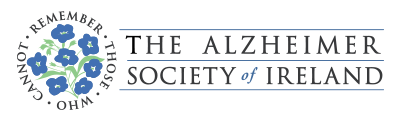 REMEMBER • THOSE • WHO • CANNOT •
THE ALZHEIMER
SOCIETY of IRELAND